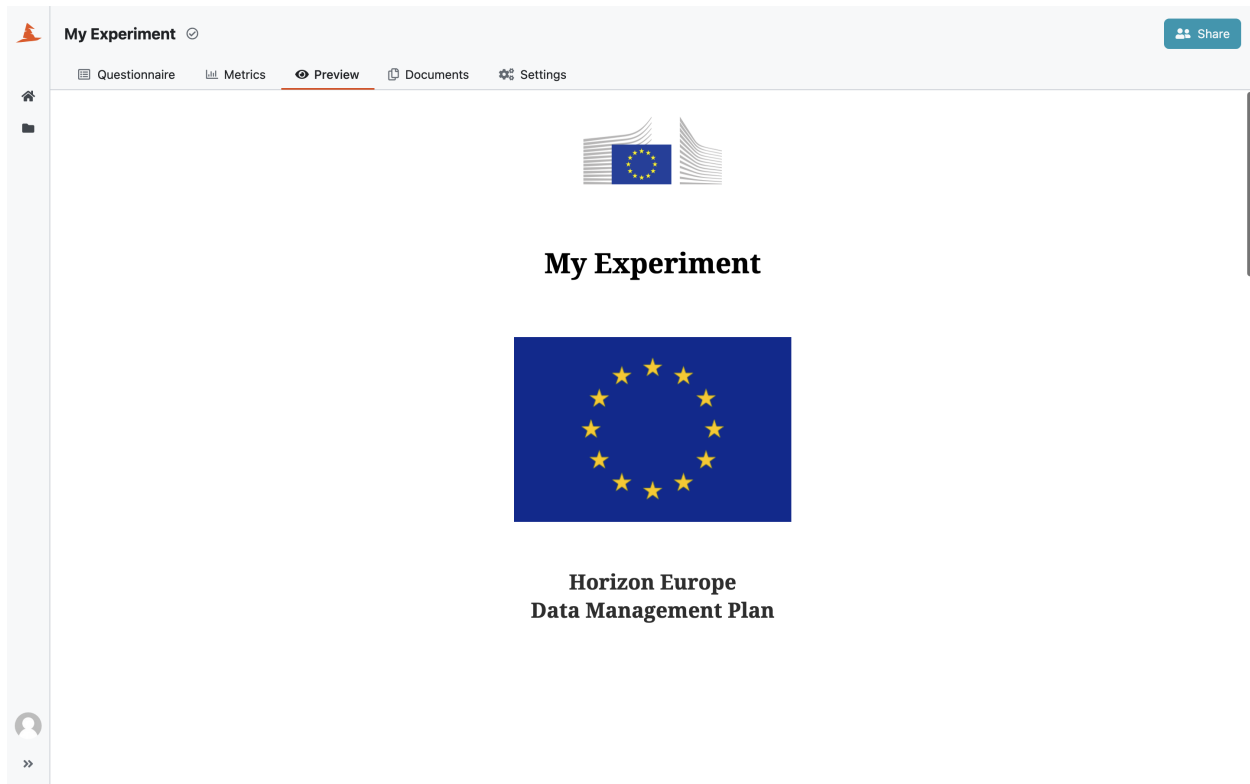 My Experiment
Share
Questionnaire
Metrics
Preview
Documents
Settings
My Experiment
Horizon Europe
Data Management Plan